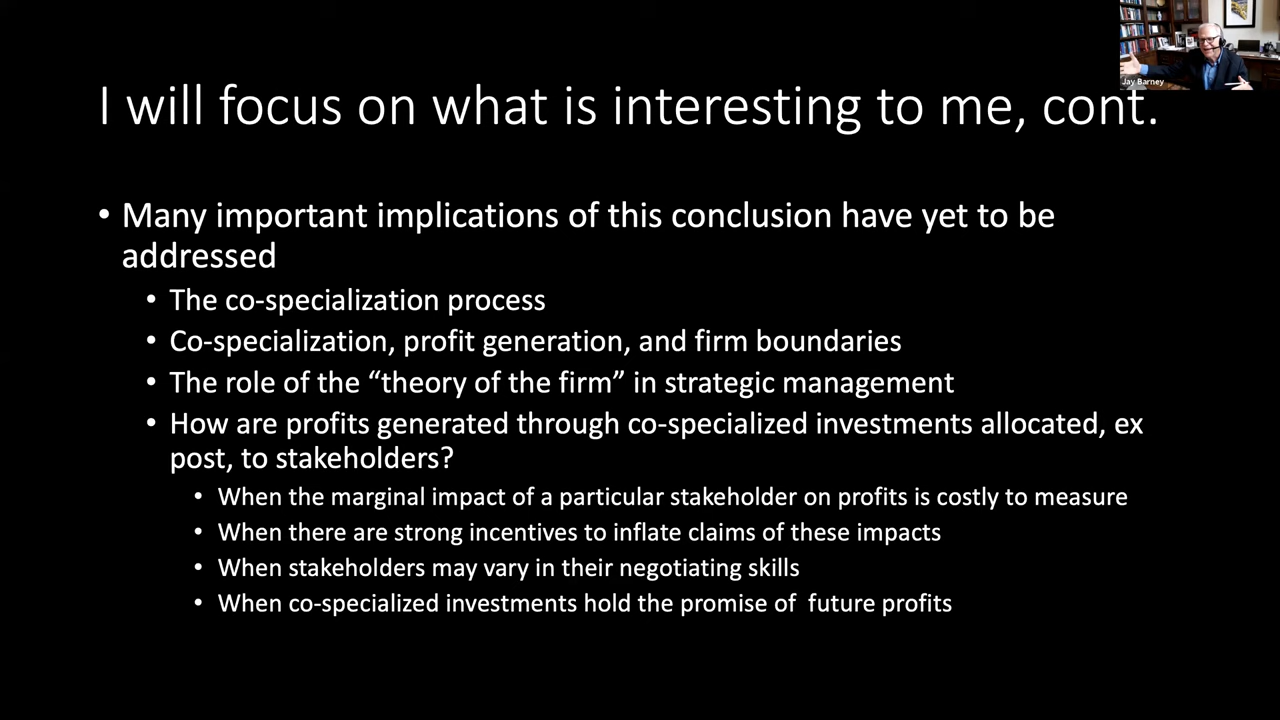 I will focus on what is interesting to me, cont.
Jay Barney
• Many important implications of this conclusion have yet to be
addressed
• The co-specialization process
• Co-specialization, profit generation, and firm boundaries
• The role of the “theory of the firm” in strategic management
• How are profits generated through co-specialized investments allocated, ex
post, to stakeholders?
• When the marginal impact of a particular stakeholder on profits is costly to measure
• When there are strong incentives to inflate claims of these impacts
• When stakeholders may vary in their negotiating skills
• When co-specialized investments hold the promise of  future profits